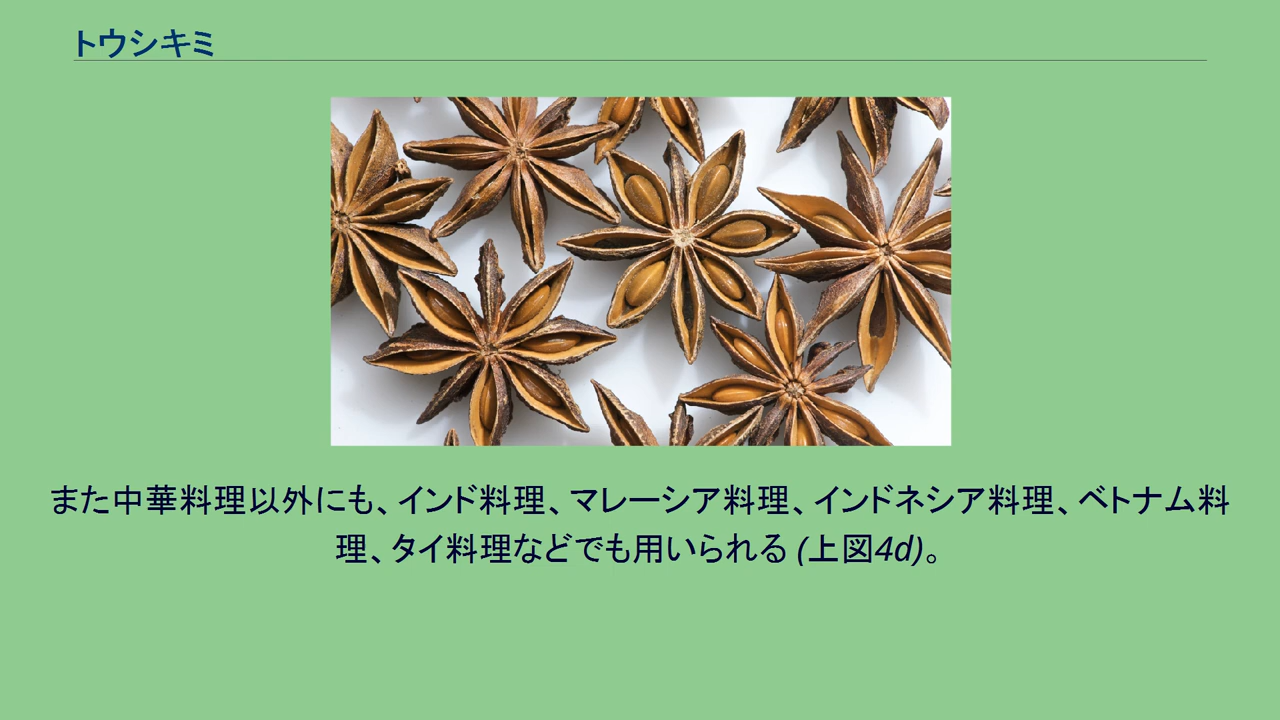 トウシキミ
また中華料理以外にも、インド料理、マレーシア料理、インドネシア料理、ベトナム料
理、タイ料理などでも用いられる (上図4d)。